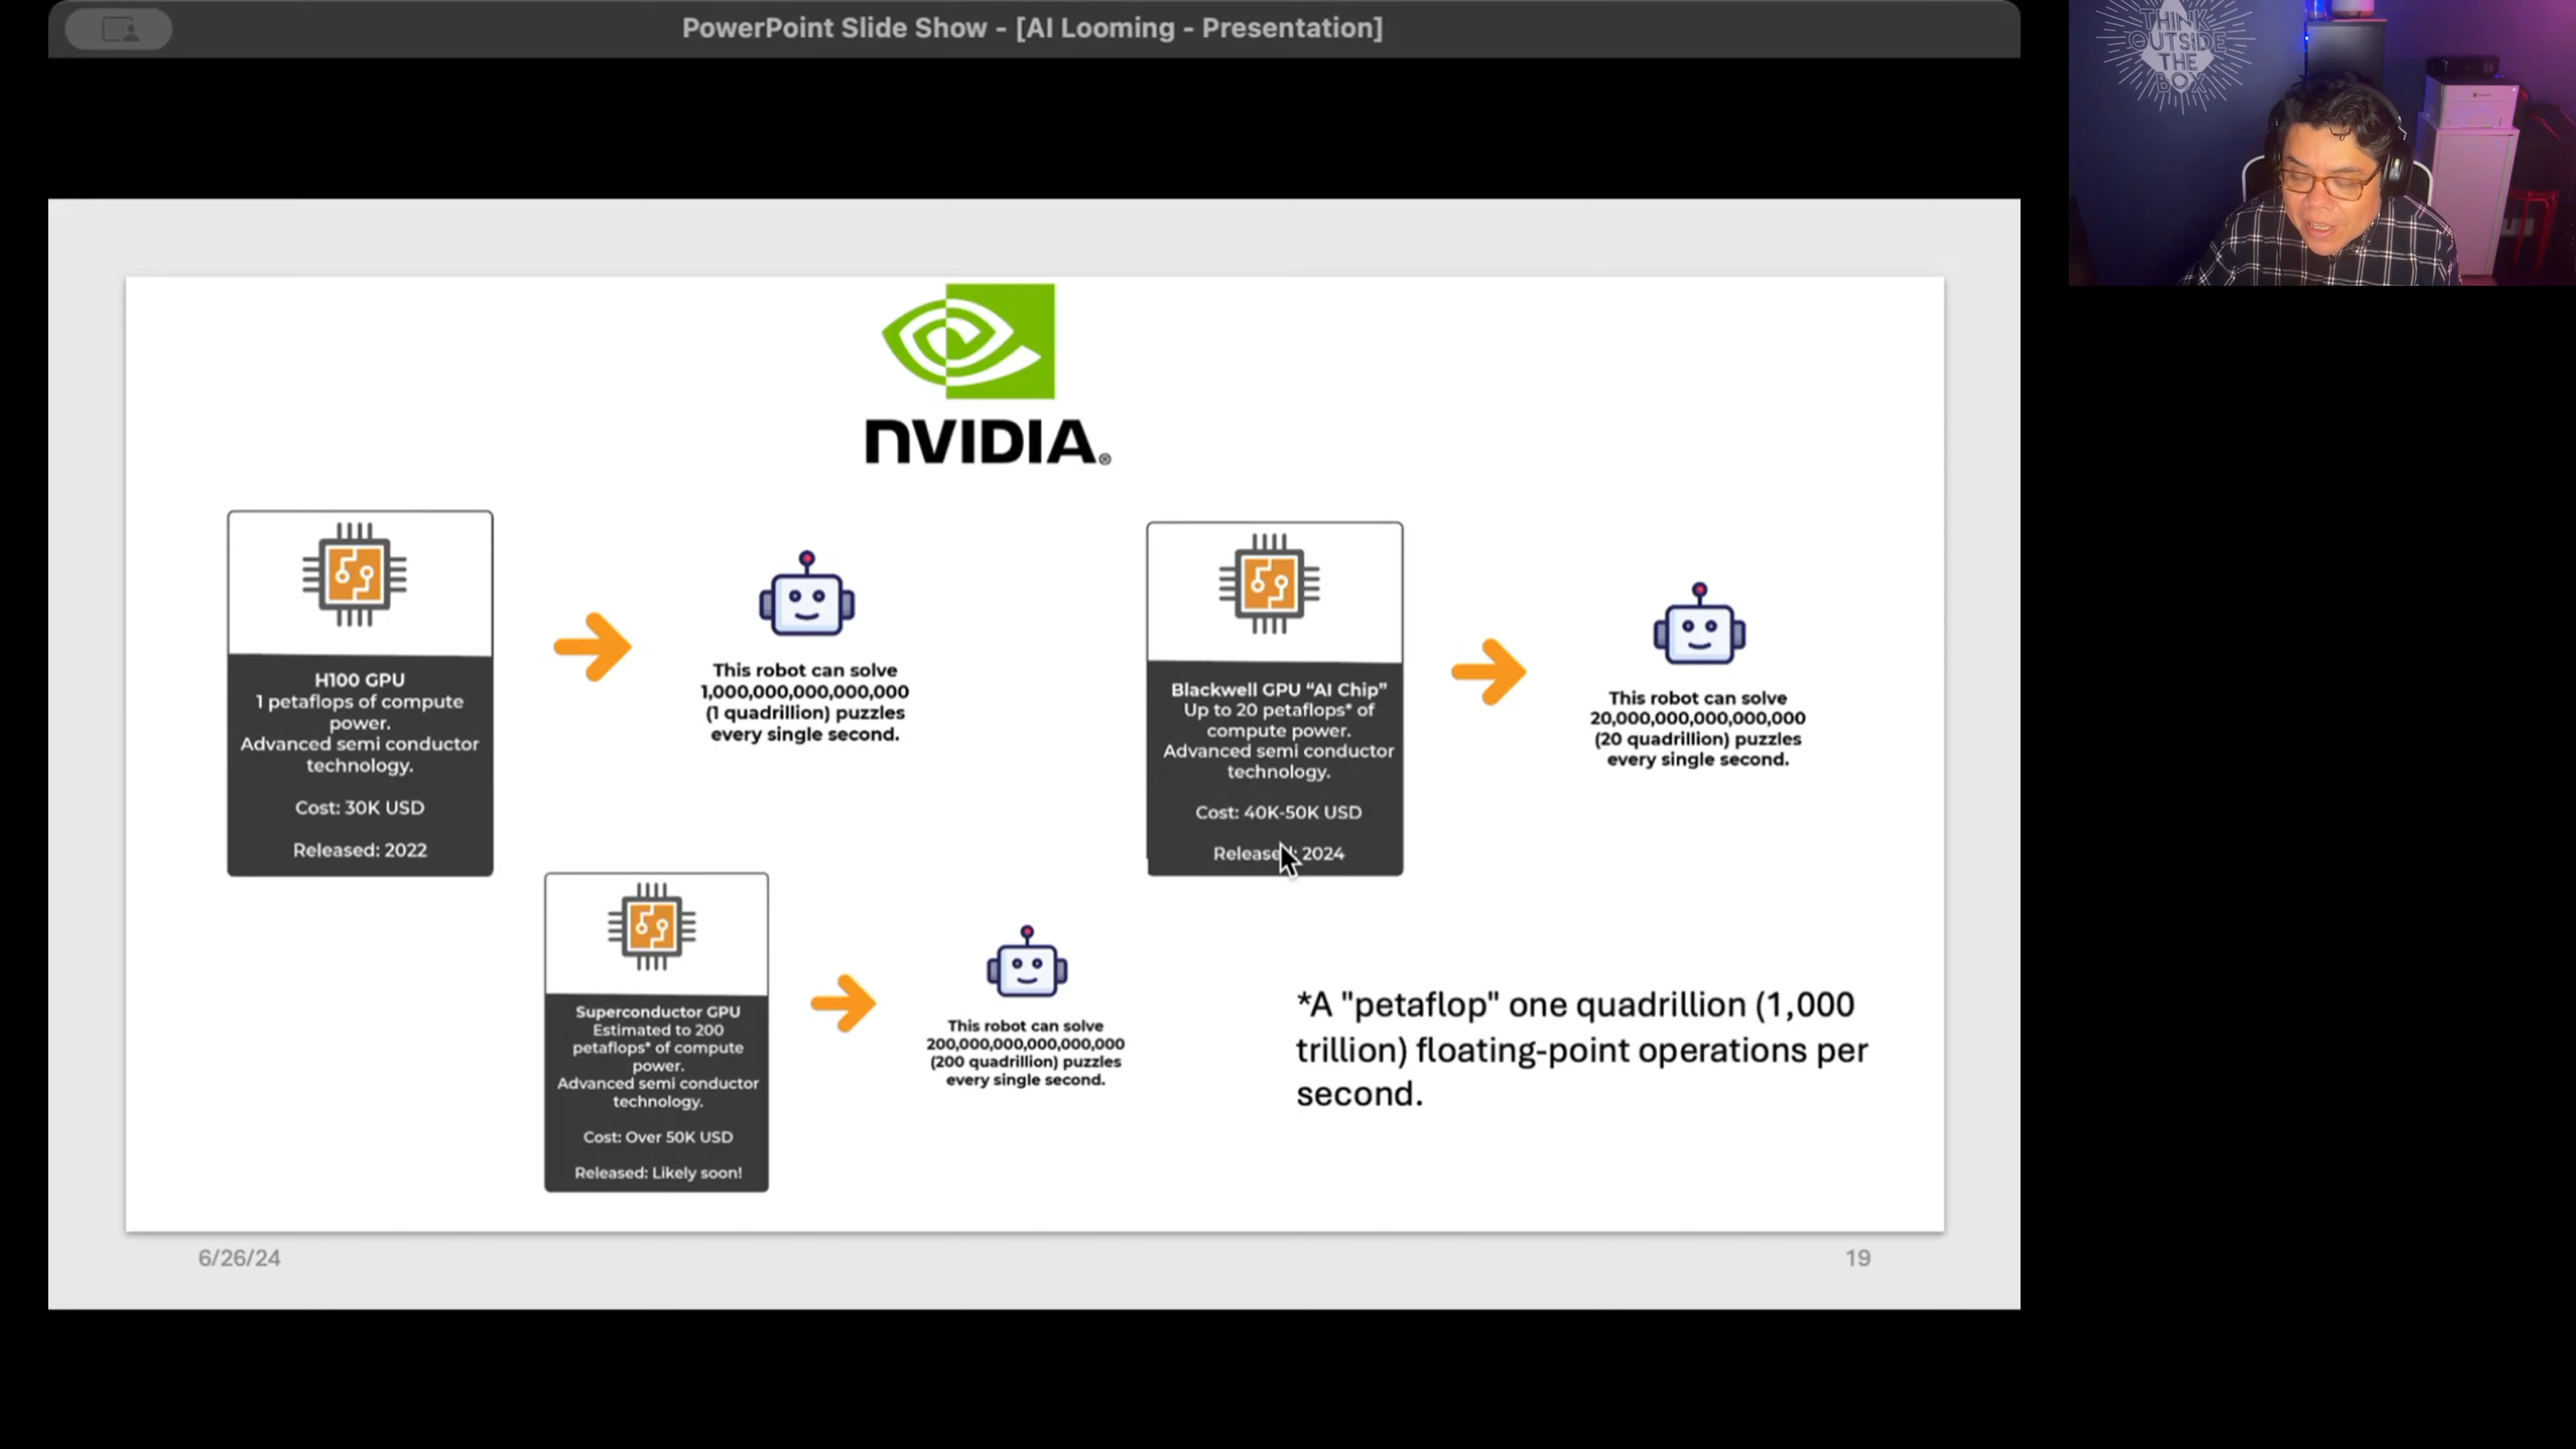 PowerPoint Slide Show - [AI Looming - Presentation]
THINK
OUTSIDE
THE
BOX
nVIDIA®
H100 GPU
1 petaflops of compute
power.
Advanced semi conductor
technology.
Cost: 30K USD
Released: 2022
This robot can solve
1,000,000,000,000,000
(1 quadrillion) puzzles
every single second.
Blackwell GPU “AI Chip”
Up to 20 petaflops* of
compute power.
Advanced semi conductor
technology.
Cost: 40K-50K USD
Released: 2024
This robot can solve
20,000,000,000,000,000
(20 quadrillion) puzzles
every single second.
Superconductor GPU
Estimated to 200
petaflops* of compute
power.
Advanced semi conductor
technology.
Cost: Over 50K USD
Released: Likely soon!
This robot can solve
200,000,000,000,000,000
(200 quadrillion) puzzles
every single second.
*A "petaflop" one quadrillion (1,000
trillion) floating-point operations per
second.
6/26/24
19